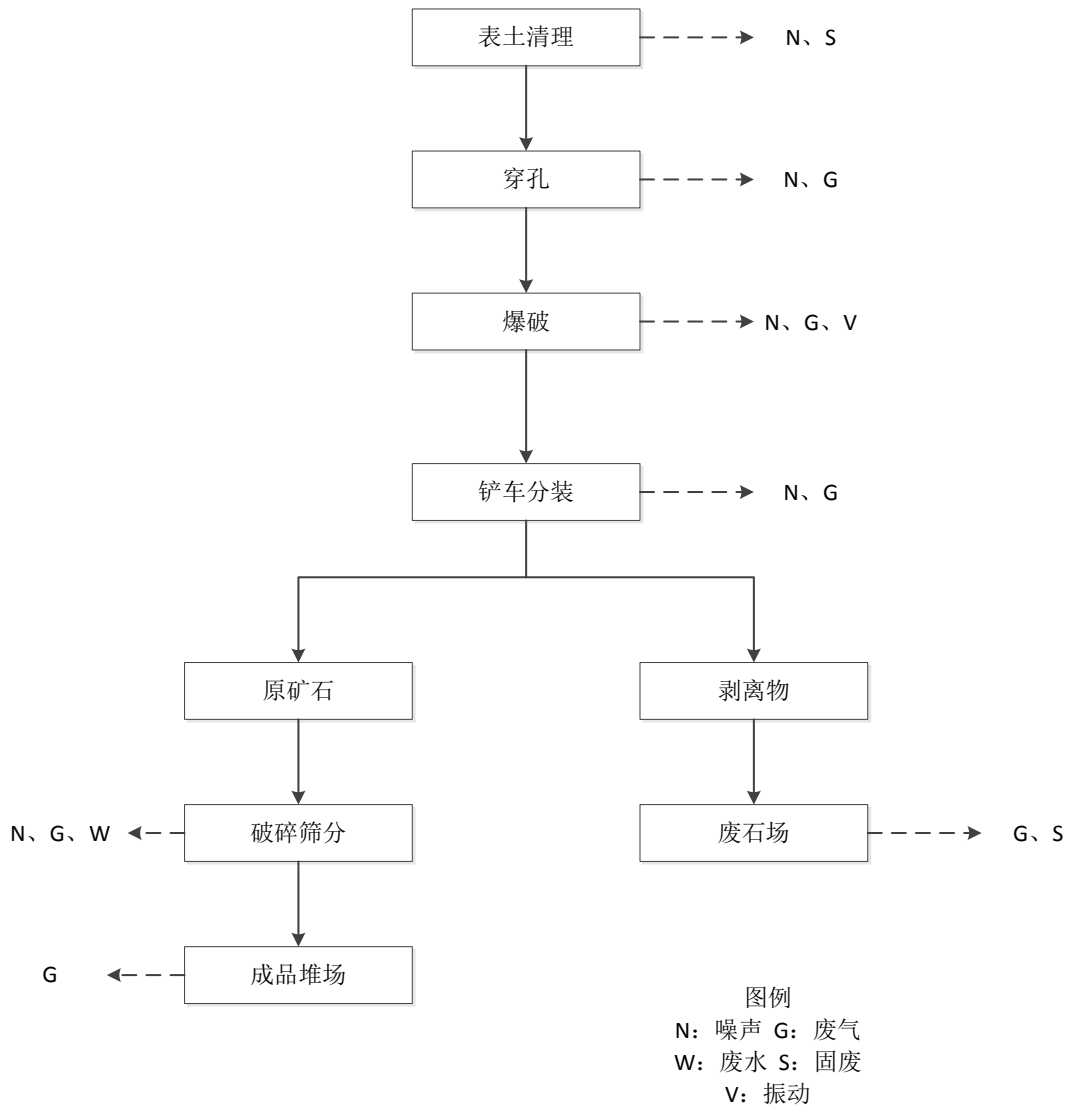 表土清理
N、S
穿孔
N、G
爆破
N、G、V
铲车分装
N、G
原矿石
剥离物
N、G、W
破碎筛分
废石场
G、S
G
成品堆场
图例
N：噪声 G：废气
W：废水 S：固废
V：振动